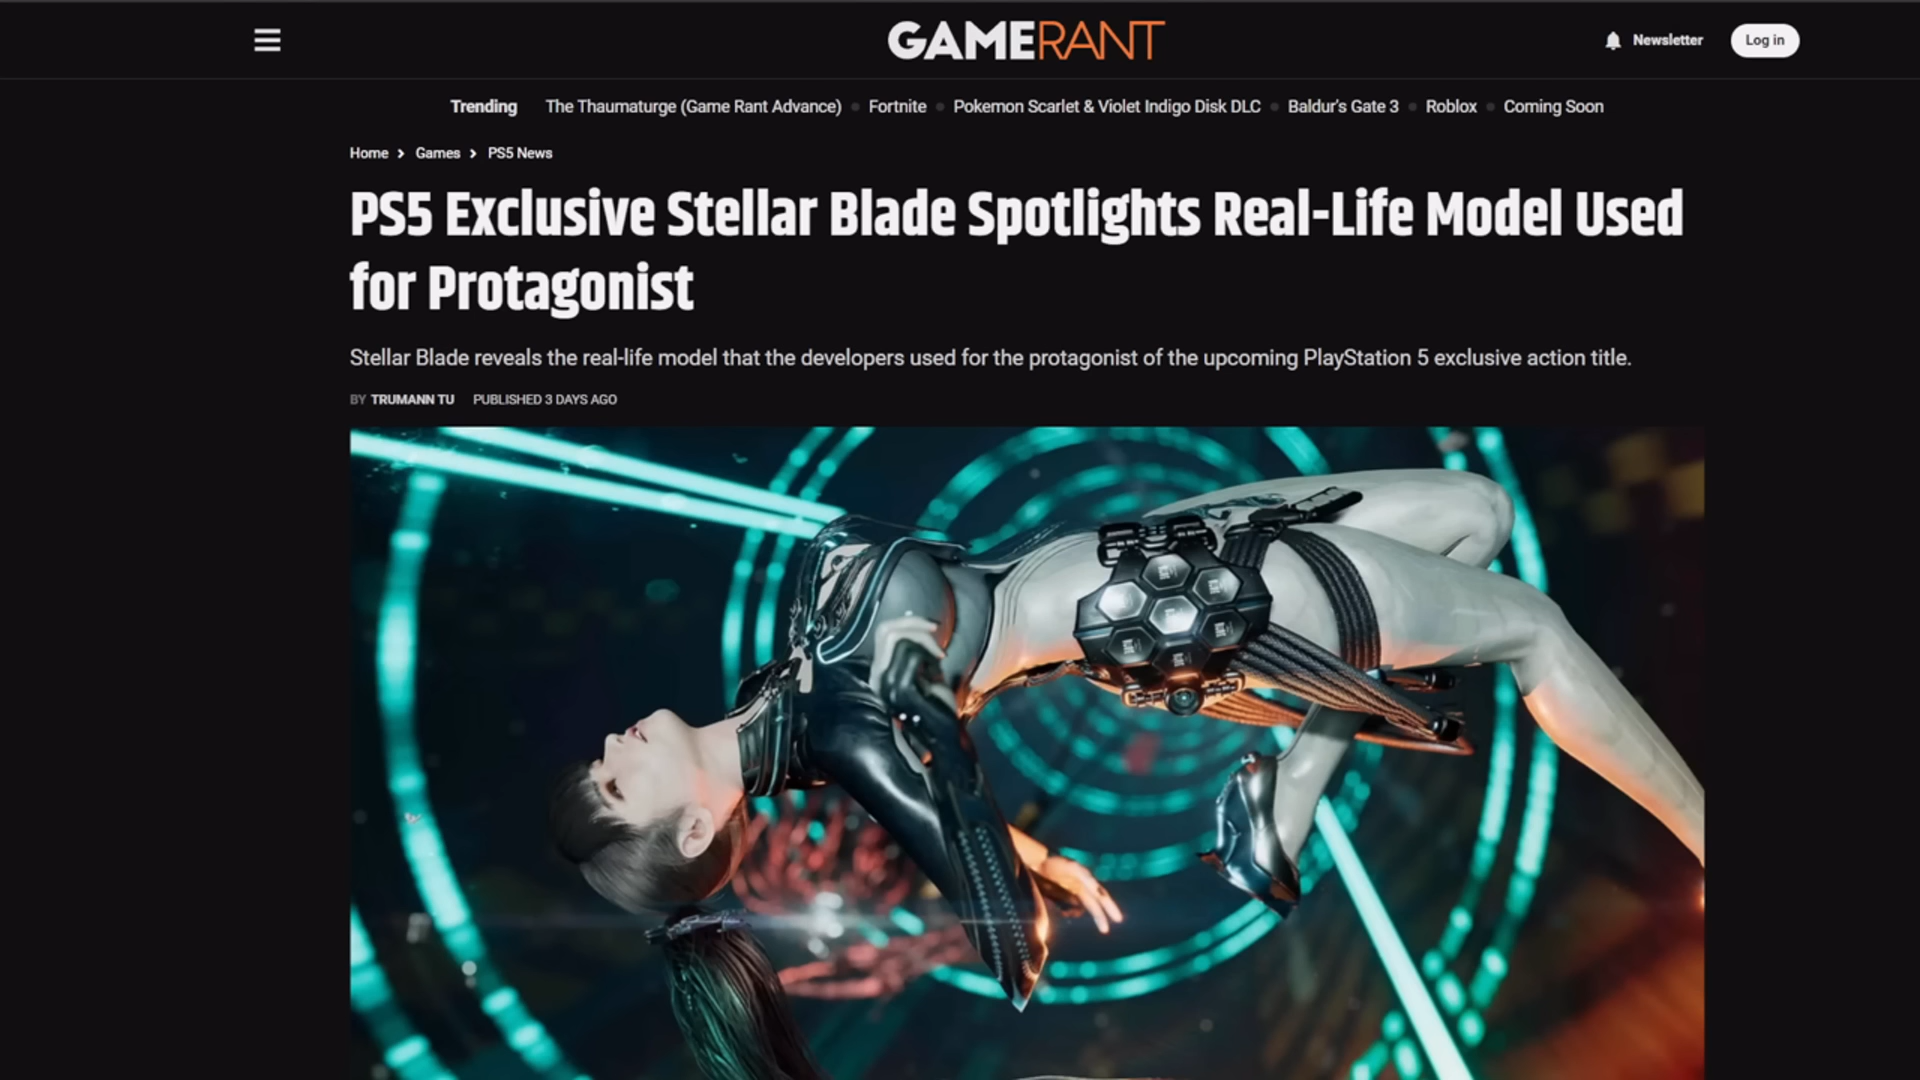 GAMERANT
Newsletter
Log in
Trending The Thaumaturge (Game Rant Advance) Fortnite Pokemon Scarlet & Violet Indigo Disk DLC Baldur's Gate 3 Roblox Coming Soon
Home > Games > PS5 News
PS5 Exclusive Stellar Blade Spotlights Real-Life Model Used
for Protagonist
Stellar Blade reveals the real-life model that the developers used for the protagonist of the upcoming PlayStation 5 exclusive action title.
BY TRUMANN TU PUBLISHED 3 DAYS AGO